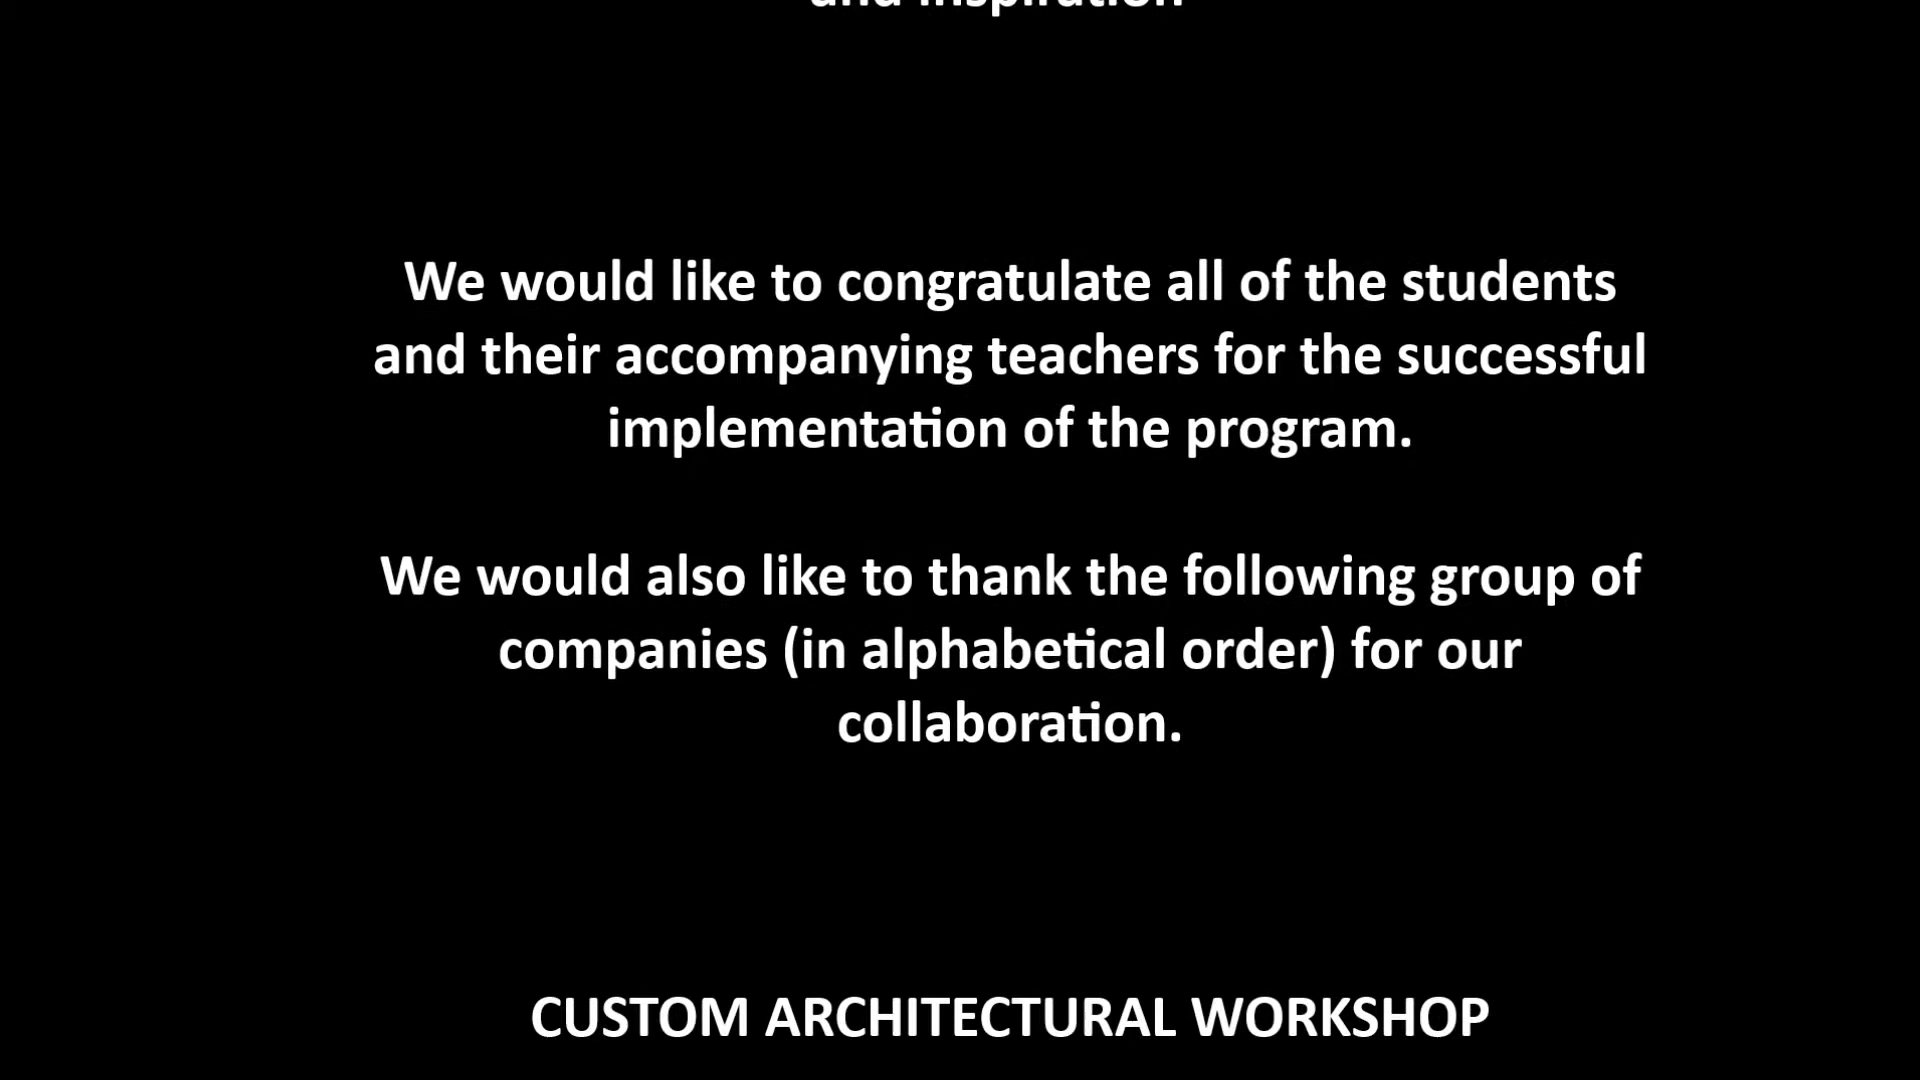 and inspiration
We would like to congratulate all of the students
and their accompanying teachers for the successful
implementation of the program.
We would also like to thank the following group of
companies (in alphabetical order) for our
collaboration.
CUSTOM ARCHITECTURAL WORKSHOP